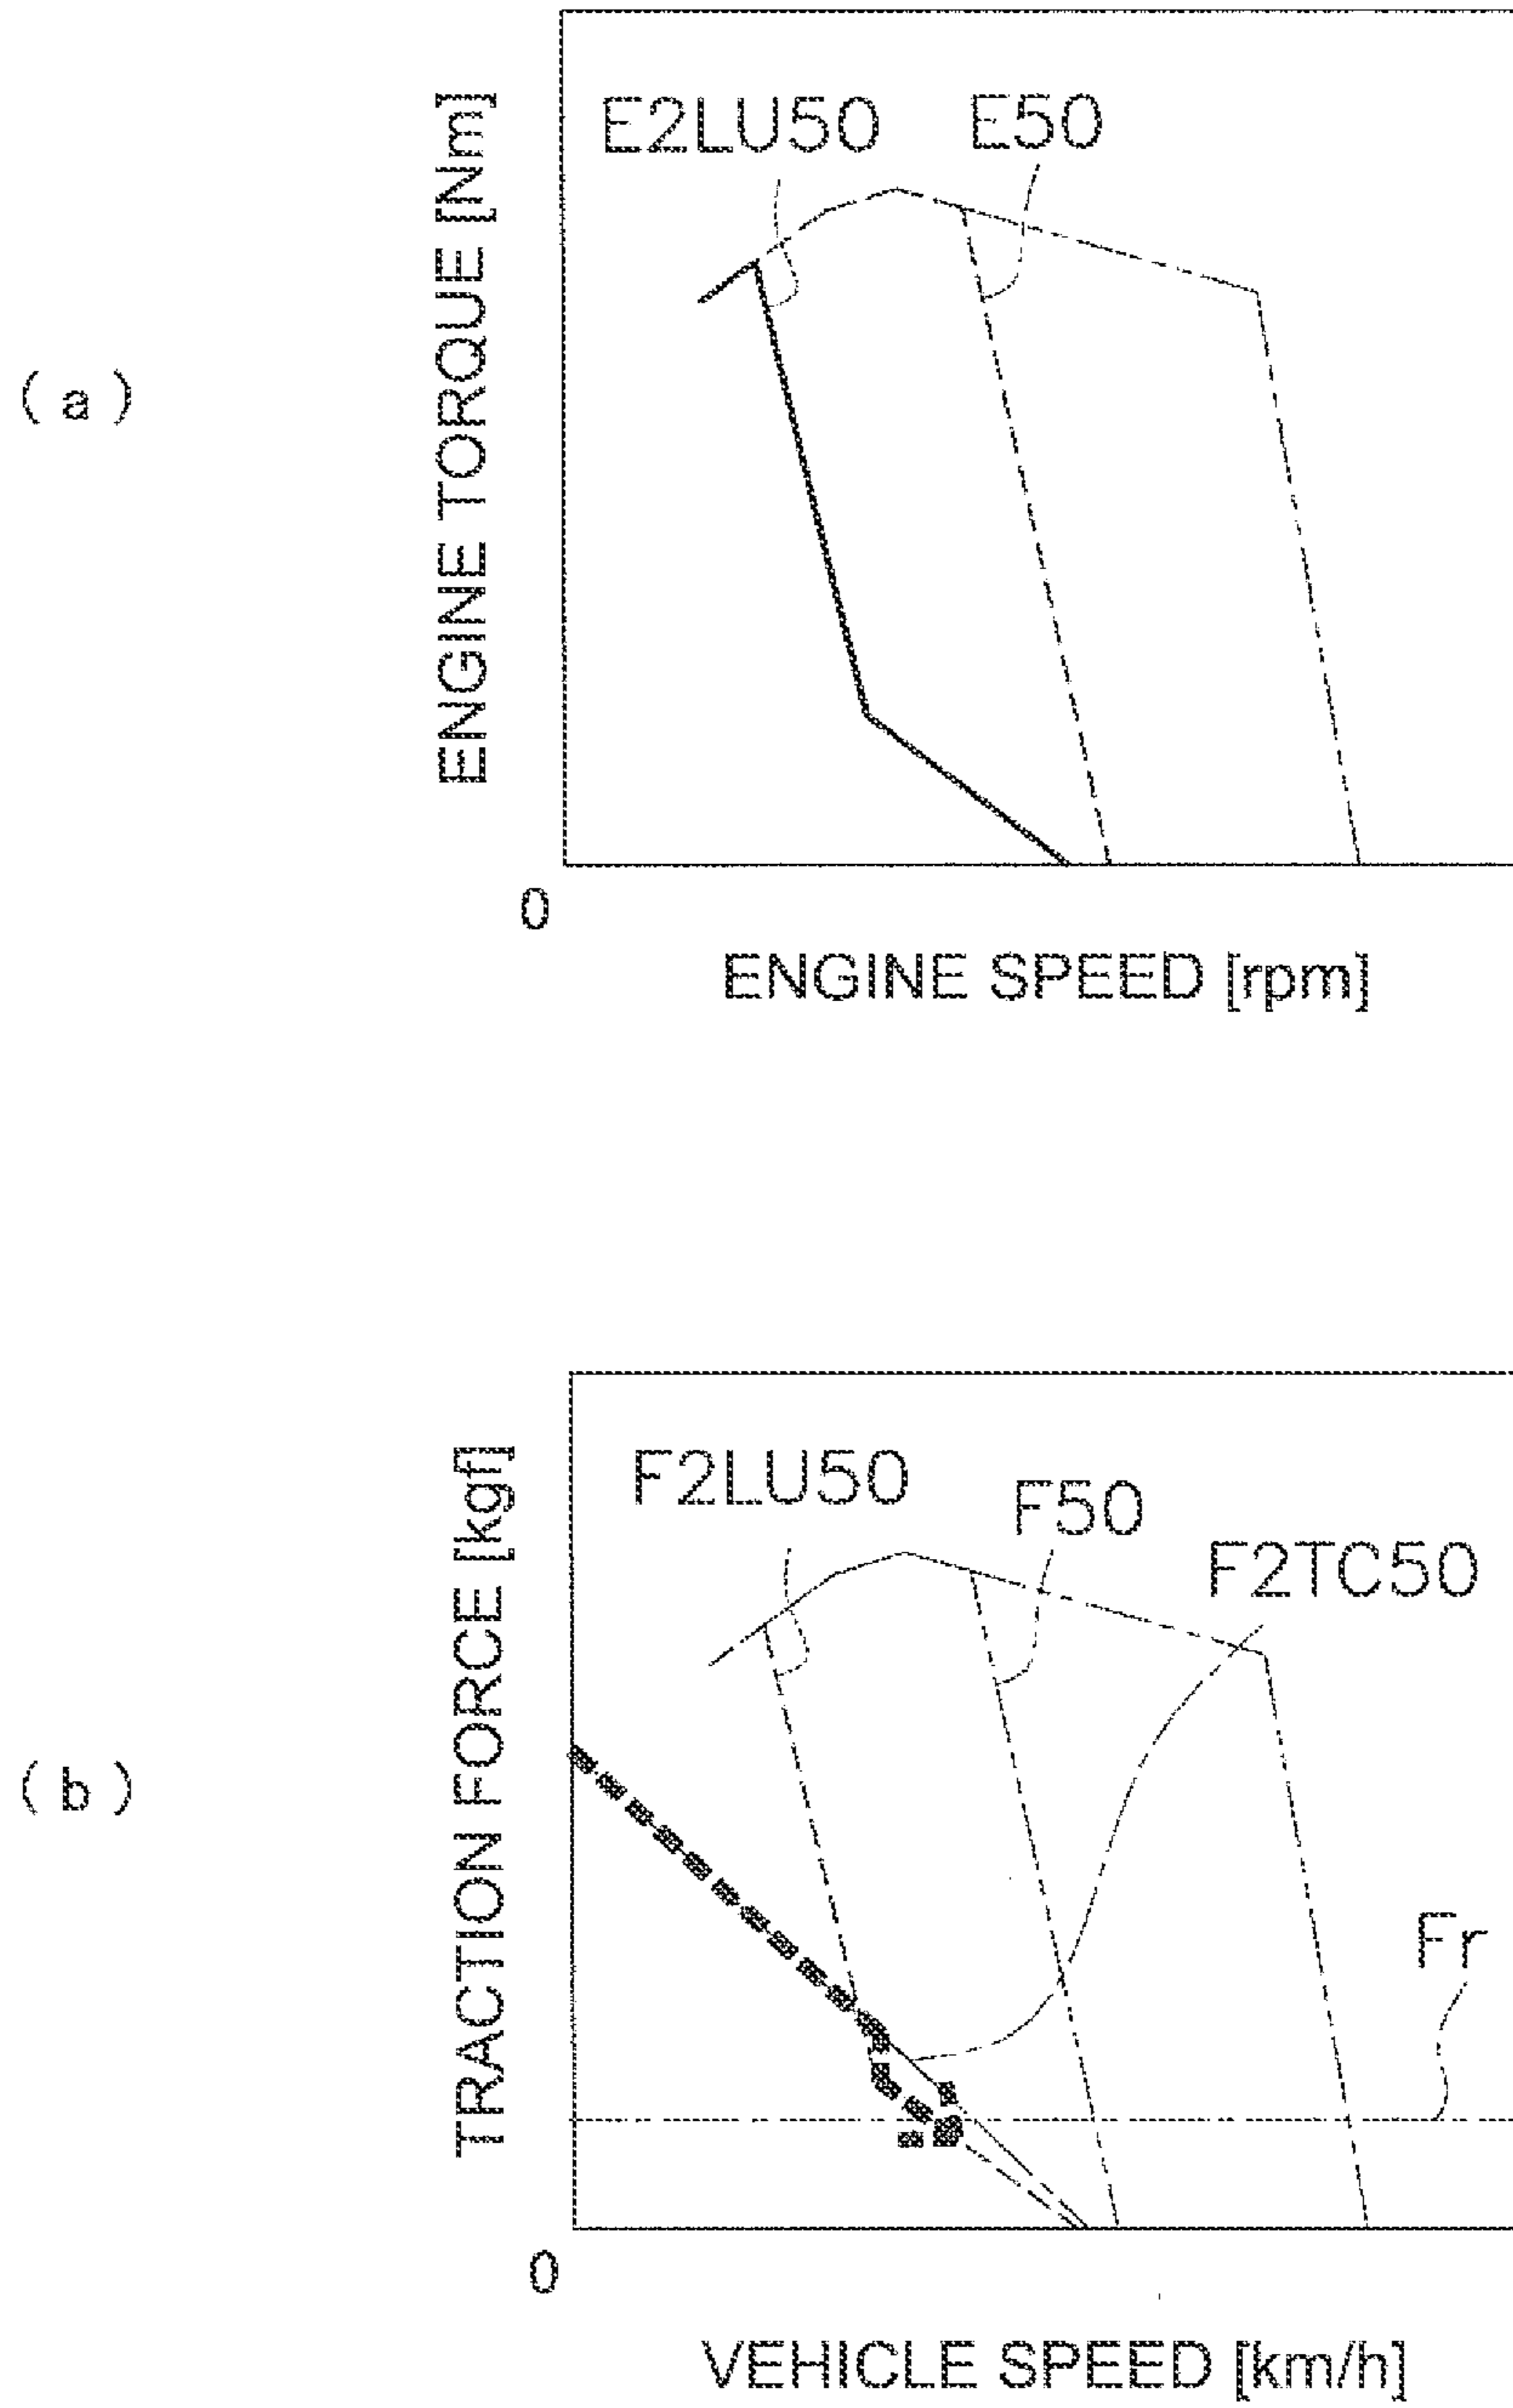 E2LU50 E50
ENGINE TORQUE [Nm]
( a )
0
ENGINE SPEED [rpm]
F2LU50
F50
F2TC50
TRACTION FORCE [kgf]
( b )
Fr
0
VEHICLE SPEED [km/h]